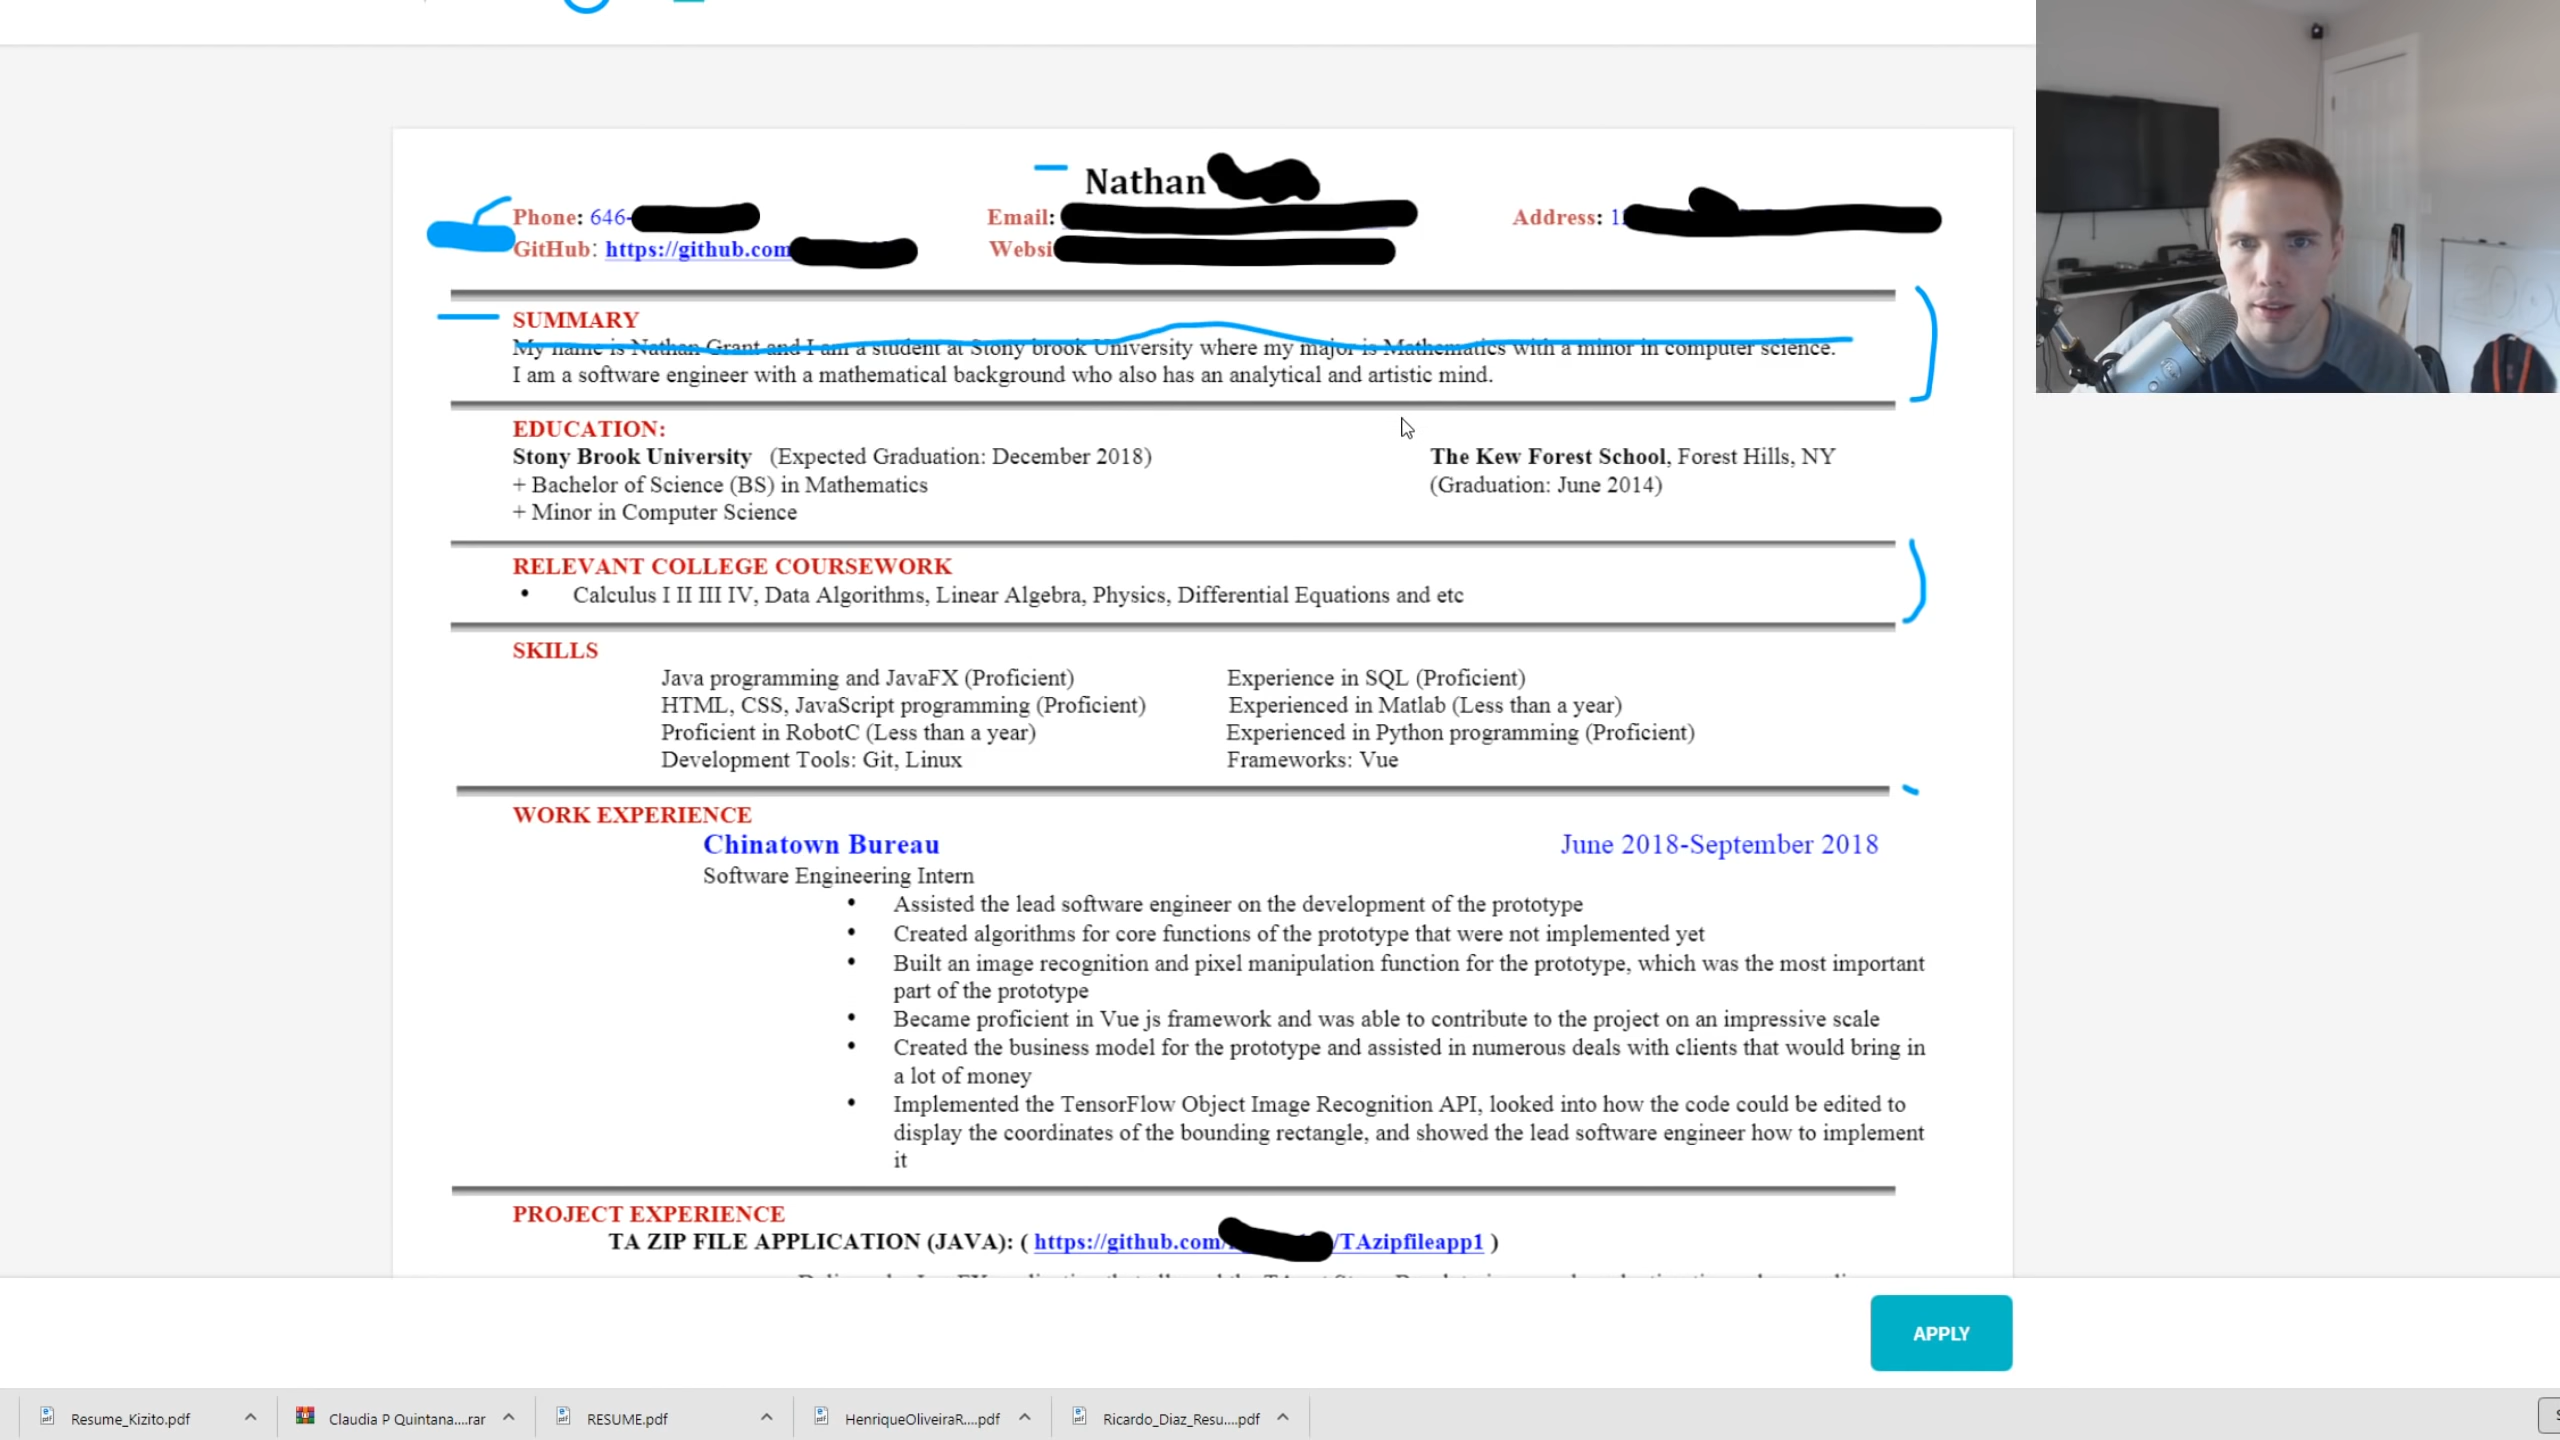 Nathan
Phone: 646-
Email:
Address: 1
GitHub: https://github.com
Websi
SUMMARY
My name is Nathan Grant and I am a student at Stony brook University where my major is Mathematics with a minor in computer science.
I am a software engineer with a mathematical background who also has an analytical and artistic mind.
EDUCATION:
Stony Brook University (Expected Graduation: December 2018)
The Kew Forest School, Forest Hills, NY
+ Bachelor of Science (BS) in Mathematics
(Graduation: June 2014)
+ Minor in Computer Science
RELEVANT COLLEGE COURSEWORK
• Calculus I II III IV, Data Algorithms, Linear Algebra, Physics, Differential Equations and etc
SKILLS
Java programming and JavaFX (Proficient)
Experience in SQL (Proficient)
HTML, CSS, JavaScript programming (Proficient)
Experienced in Matlab (Less than a year)
Proficient in RobotC (Less than a year)
Experienced in Python programming (Proficient)
Development Tools: Git, Linux
Frameworks: Vue
WORK EXPERIENCE
Chinatown Bureau
June 2018-September 2018
Software Engineering Intern
• Assisted the lead software engineer on the development of the prototype
• Created algorithms for core functions of the prototype that were not implemented yet
• Built an image recognition and pixel manipulation function for the prototype, which was the most important
part of the prototype
• Became proficient in Vue js framework and was able to contribute to the project on an impressive scale
• Created the business model for the prototype and assisted in numerous deals with clients that would bring in
a lot of money
• Implemented the TensorFlow Object Image Recognition API, looked into how the code could be edited to
display the coordinates of the bounding rectangle, and showed the lead software engineer how to implement
it
PROJECT EXPERIENCE
TA ZIP FILE APPLICATION (JAVA): ( https://github.com/ /TAzipfileapp1 )
APPLY
Resume_Kizito.pdf
Claudia P Quintana....rar
RESUME.pdf
HenriqueOliveiraR....pdf
Ricardo_Diaz_Resu....pdf